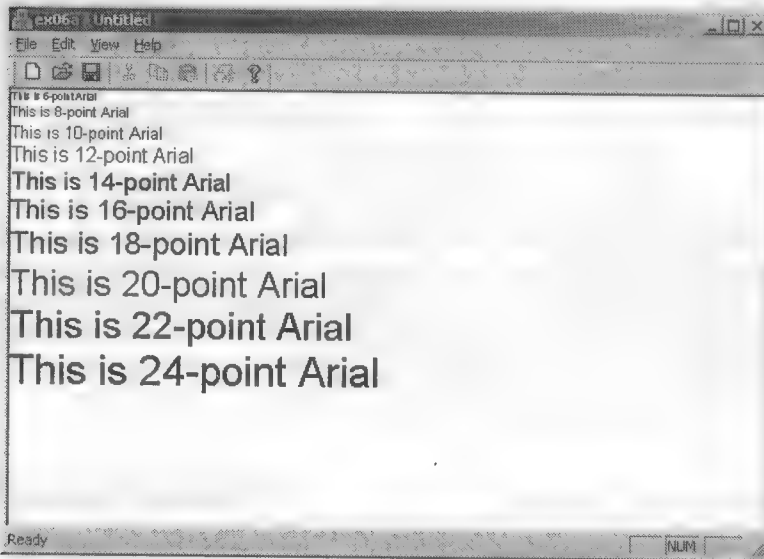 ex06a Untitled
File Edit View Help
This is 6-point Arial
This is 8-point Arial
This is 10-point Arial
This is 12-point Arial
This is 14-point Arial
This is 16-point Arial
This is 18-point Arial
This is 20-point Arial
This is 22-point Arial
This is 24-point Arial
Ready
NUM